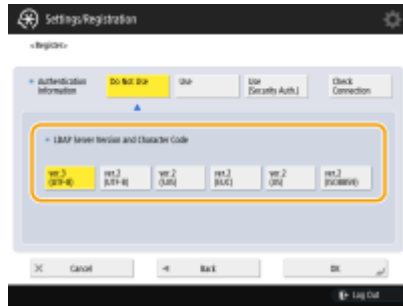 Settings/Registration
<Register>
Authentication Information
Do Not Use
Use
Use (Security Auth.)
Check Connection
LDAP Server Version and Character Code
ver.3 (UTF-8)
ver.2 (UTF-8)
ver.2 (SJIS)
ver.2 (EUC)
ver.2 (JIS)
ver.2 (ISO8859)
Cancel
Back
OK
Log Out